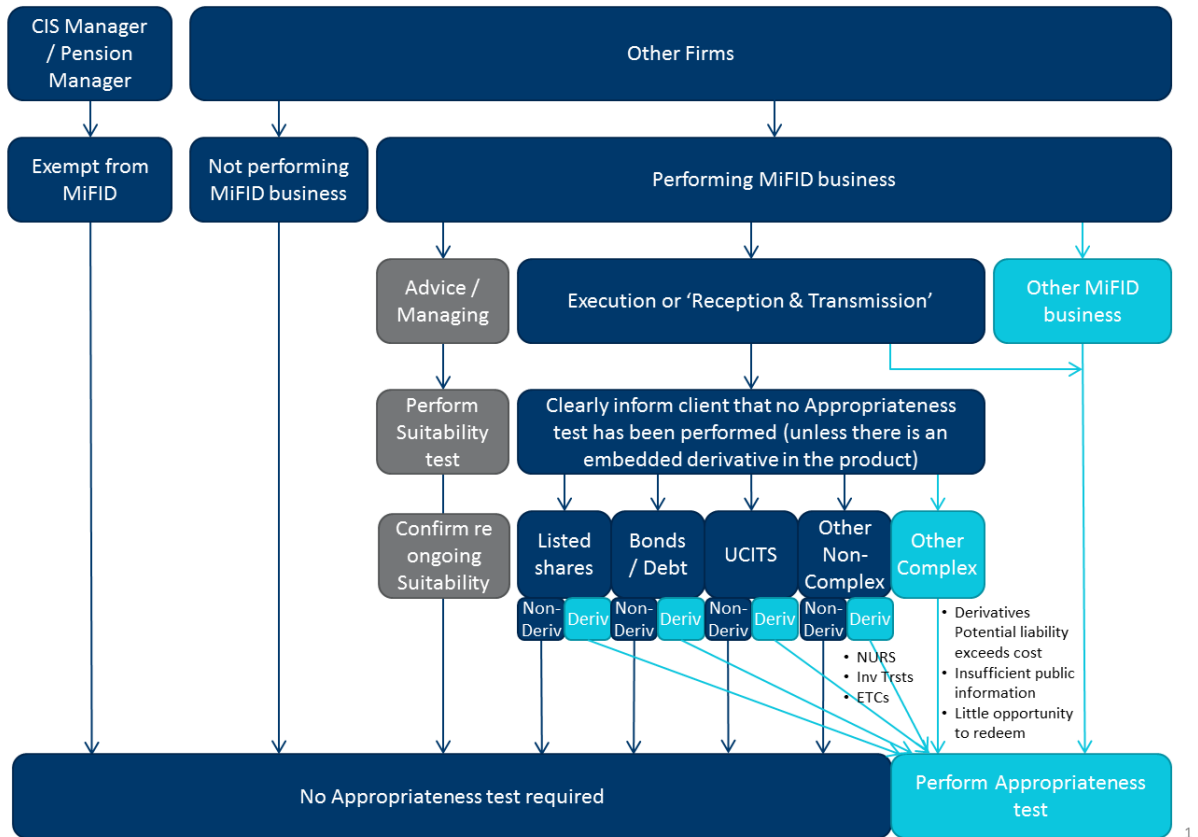 CIS Manager
/ Pension
Manager
Other Firms
Exempt from
MiFID
Not performing
MiFID business
Performing MiFID business
Advice /
Managing
Execution or ‘Reception & Transmission’
Other MiFID
business
Perform
Suitability
test
Clearly inform client that no Appropriateness
test has been performed (unless there is an
embedded derivative in the product)
Confirm re
ongoing
Suitability
Listed
shares
Bonds
/ Debt
UCITS
Other
Non-
Complex
Other
Complex
Non-
Deriv
Deriv
Non-
Deriv
Deriv
Non-
Deriv
Deriv
Non-
Deriv
Deriv
• NURS
• Inv Trsts
• ETCs
• Derivatives
Potential liability
exceeds cost
• Insufficient public
information
• Little opportunity
to redeem
No Appropriateness test required
Perform Appropriateness
test
1